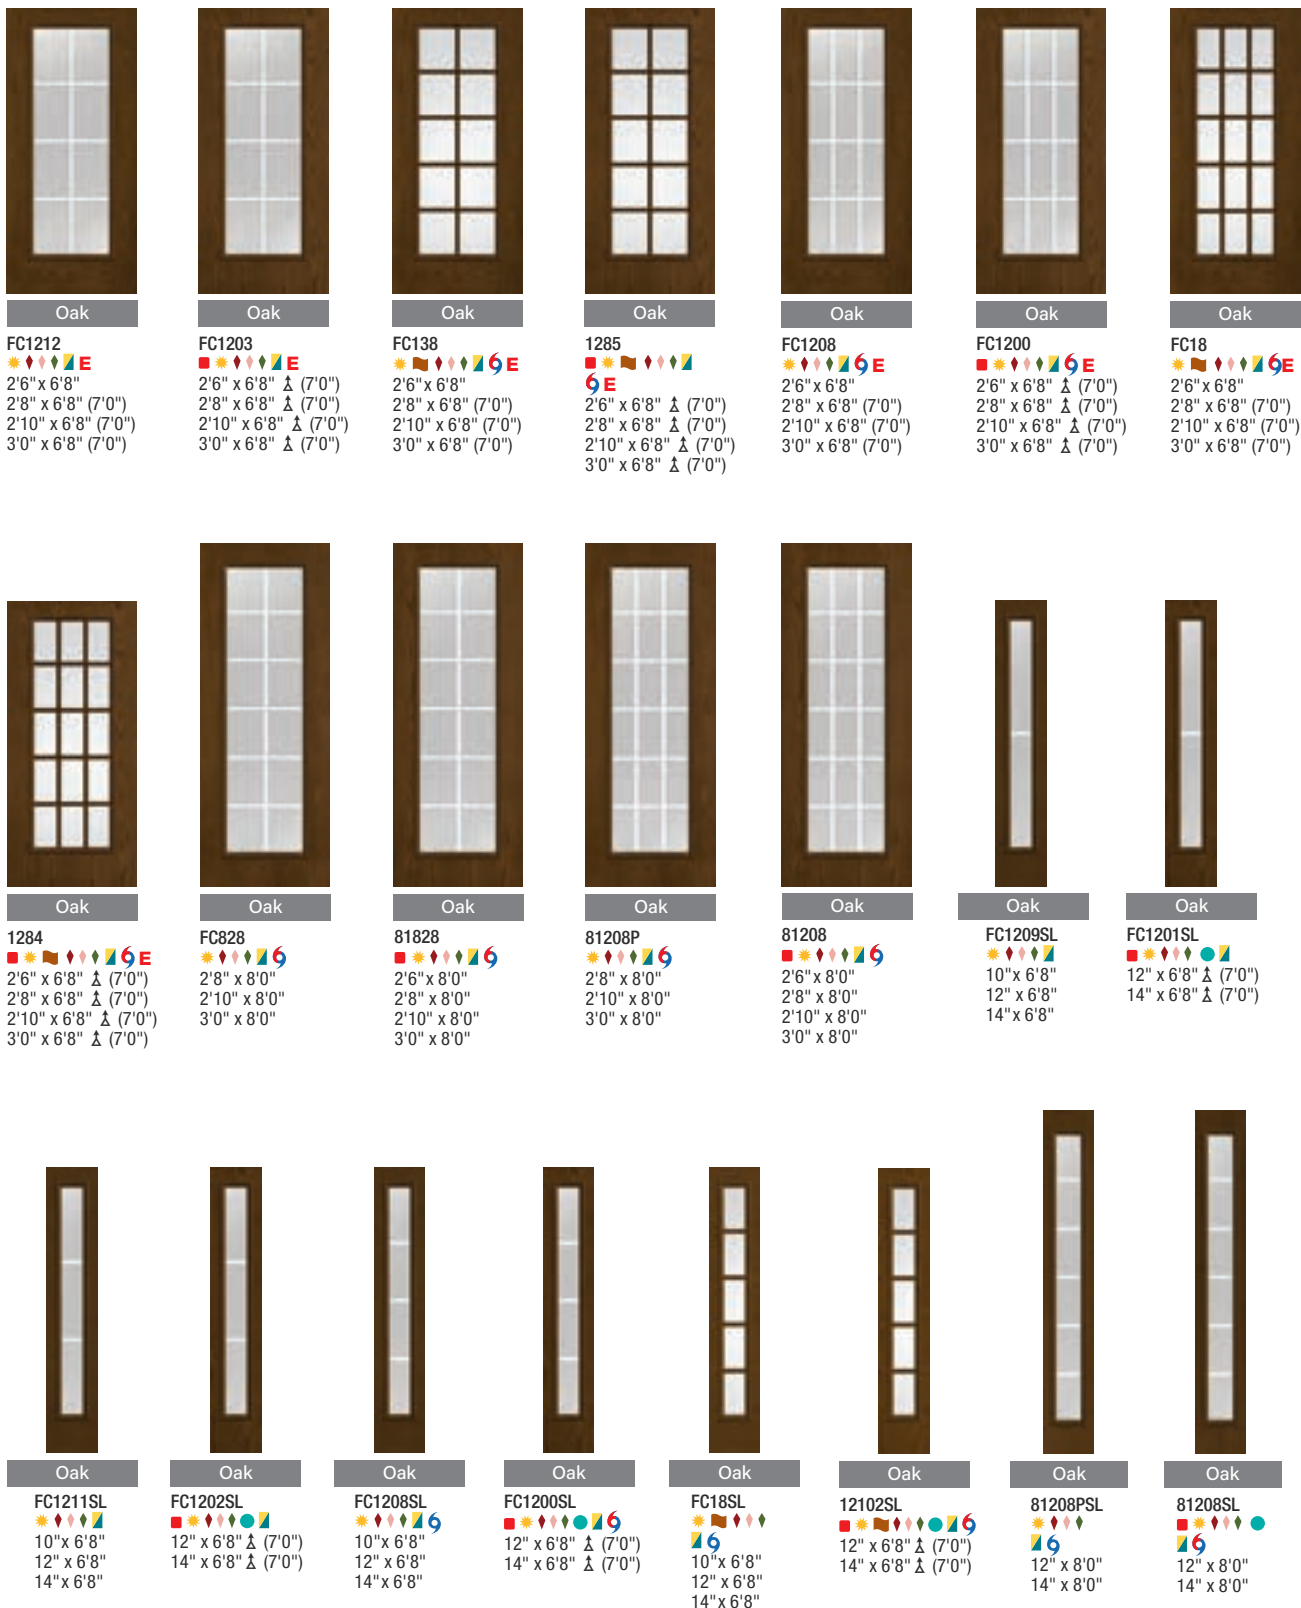 Oak
FC1212
E
2'6"x 6'8"
2'8" x 6'8" (7'0")
2'10" x 6'8" (7'0")
3'0" x 6'8" (7'0")
Oak
FC1203
E
2'6" x 6'8" (7'0")
2'8" x 6'8" (7'0")
2'10" x 6'8" (7'0")
3'0" x 6'8" (7'0")
Oak
FC138
E
2'6"x 6'8"
2'8" x 6'8" (7'0")
2'10" x 6'8" (7'0")
3'0" x 6'8" (7'0")
Oak
1285
E
2'6" x 6'8" (7'0")
2'8" x 6'8" (7'0")
2'10" x 6'8" (7'0")
3'0" x 6'8" (7'0")
Oak
FC1208
E
2'6"x 6'8"
2'8" x 6'8" (7'0")
2'10" x 6'8" (7'0")
3'0" x 6'8" (7'0")
Oak
FC1200
E
2'6" x 6'8" (7'0")
2'8" x 6'8" (7'0")
2'10" x 6'8" (7'0")
3'0" x 6'8" (7'0")
Oak
FC18
E
2'6"x 6'8"
2'8" x 6'8" (7'0")
2'10" x 6'8" (7'0")
3'0" x 6'8" (7'0")
Oak
1284
E
2'6" x 6'8" (7'0")
2'8" x 6'8" (7'0")
2'10" x 6'8" (7'0")
3'0" x 6'8" (7'0")
Oak
FC828
2'8" x 8'0"
2'10" x 8'0"
3'0" x 8'0"
Oak
81828
2'6"x 8'0"
2'8" x 8'0"
2'10" x 8'0"
3'0" x 8'0"
Oak
81208P
2'8" x 8'0"
2'10" x 8'0"
3'0" x 8'0"
Oak
81208
2'6"x 8'0"
2'8" x 8'0"
2'10" x 8'0"
3'0" x 8'0"
Oak
FC1209SL
10"x 6'8"
12" x 6'8"
14"x 6'8"
Oak
FC1201SL
12" x 6'8" (7'0")
14" x 6'8" (7'0")
Oak
FC1211SL
10"x 6'8"
12" x 6'8"
14"x 6'8"
Oak
FC1202SL
12" x 6'8" (7'0")
14" x 6'8" (7'0")
Oak
FC1208SL
10"x 6'8"
12" x 6'8"
14"x 6'8"
Oak
FC1200SL
12" x 6'8" (7'0")
14" x 6'8" (7'0")
Oak
FC18SL
10"x 6'8"
12" x 6'8"
14"x6'8"
Oak
12102SL
12" x 6'8" (7'0")
14" x 6'8" (7'0")
Oak
81208PSL
12" x 8'0"
14" x 8'0"
Oak
81208SL
12" x 8'0"
14" x 8'0"